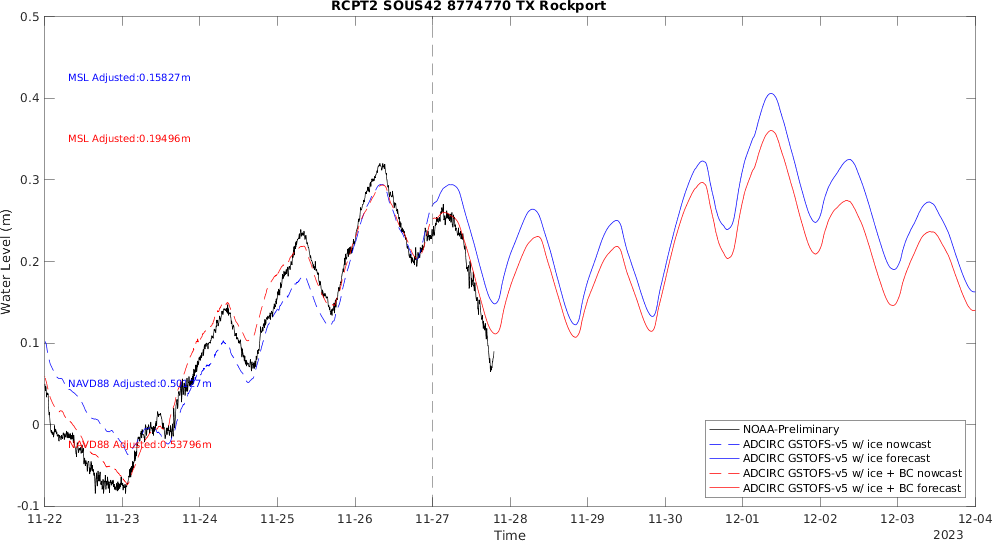 RCPT2 SOUS42 8774770 TX Rockport
0.5
0.4
0.3
0.2
0.1
0
-0.1
Water Level (m)
MSL Adjusted:0.15827m
MSL Adjusted:0.19496m
NAVD88 Adjusted:0.50127m
NAVD88 Adjusted:0.53796m
NOAA-Preliminary
ADCIRC GSTOFS-v5 w/ ice nowcast
ADCIRC GSTOFS-v5 w/ ice forecast
ADCIRC GSTOFS-v5 w/ ice + BC nowcast
ADCIRC GSTOFS-v5 w/ ice + BC forecast
11-22 11-23 11-24 11-25 11-26 11-27 11-28 11-29 11-30 12-01 12-02 12-03 12-04
Time
2023